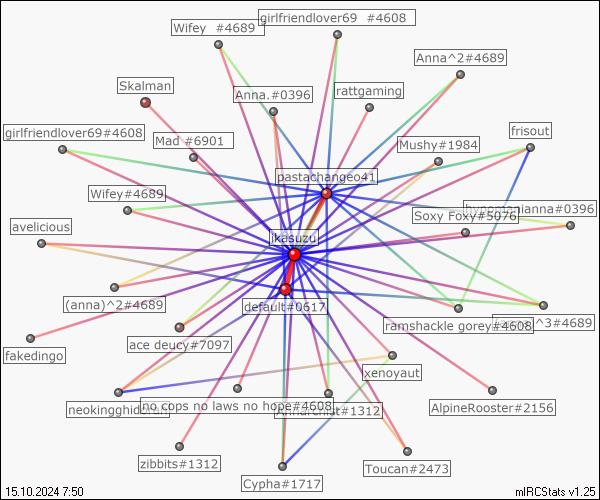 girlfriendlover69 #4608
Wifey #4689
Anna^2#4689
Skalman
Anna.#0396
rattgaming
girlfriendlover69#4608
Mad #6901
frisout
Mushy#1984
pastachangeo41
Wifey#4689
#0396
Soxy Foxy#5076
avelicious
ikasuzu
(anna)^2#4689
default#0617
^3#4689
ramshackle gorey#4608
ace deucy#7097
fakedingo
xenoyaut
no cops no laws no hope#4608
#1312
AlpineRooster#2156
zibbits#1312
Toucan#2473
Cypha#1717
15.10.2024 7:50
mIRCStats v1.25